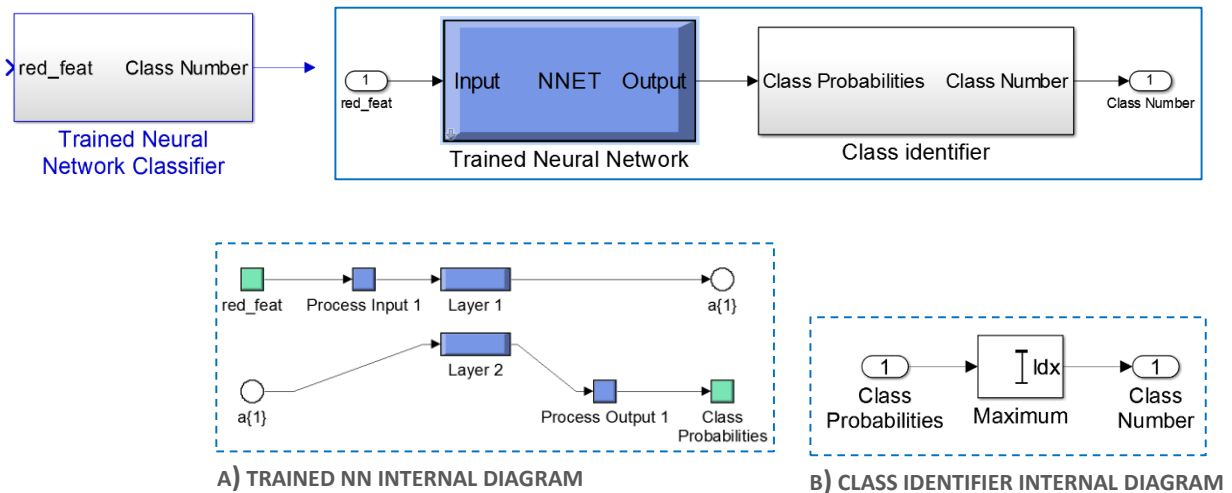 red_feat Class Number
Trained Neural
Network Classifier
1
red_feat
Input NNET Output
Trained Neural Network
Class Probabilities Class Number
Class identifier
1
Class Number
red_feat
Process Input 1
Layer 1
a{1}
a{1}
Layer 2
Process Output 1
Class
Probabilities
A) TRAINED NN INTERNAL DIAGRAM
1
Class
Probabilities
Idx
Maximum
1
Class
Number
B) CLASS IDENTIFIER INTERNAL DIAGRAM